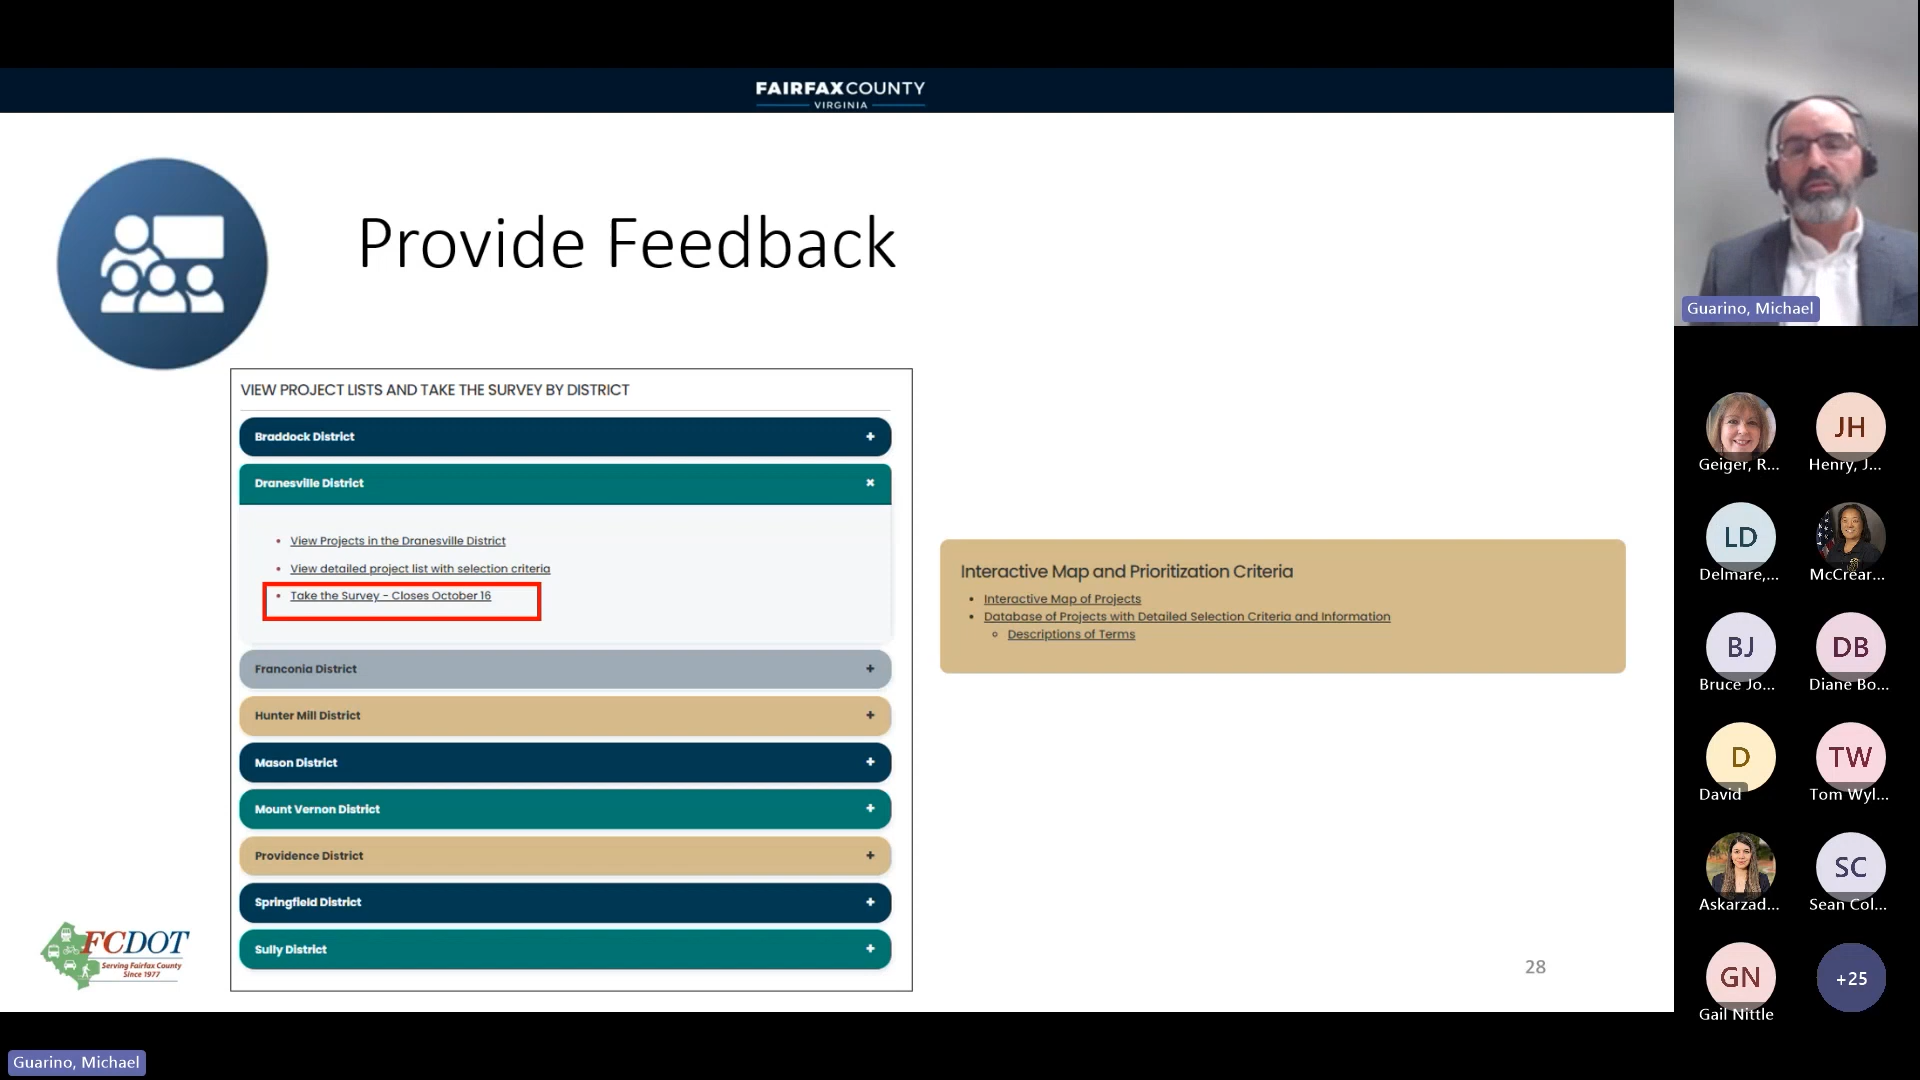 FAIRFAX COUNTY
VIRGINIA
Provide Feedback
VIEW PROJECT LISTS AND TAKE THE SURVEY BY DISTRICT
Braddock District +
Dranesville District ×
• View Projects in the Dranesville District
• View detailed project list with selection criteria
• Take the Survey - Closes October 16
Franconia District +
Hunter Mill District +
Mason District +
Mount Vernon District +
Providence District +
Springfield District +
Sully District +
Interactive Map and Prioritization Criteria
• Interactive Map of Projects
• Database of Projects with Detailed Selection Criteria and Information
○ Descriptions of Terms
FCDOT
Serving Fairfax County
Since 1977
28
Guarino, Michael
Geiger, R...
JH
Henry, J...
LD
Delmare,...
McCrear...
BJ
Bruce Jo...
DB
Diane Bo...
D
David
TW
Tom Wyl...
Askarzad...
SC
Sean Col...
GN
Gail Nittle
+25
Guarino, Michael